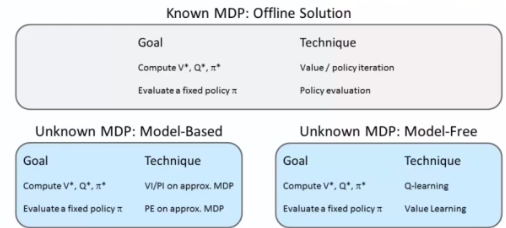 Known MDP: Offline Solution
Goal Technique
Compute V*, Q*, π* Value / policy iteration
Evaluate a fixed policy π Policy evaluation
Unknown MDP: Model-Based
Goal Technique
Compute V*, Q*, π* VI/PI on approx. MDP
Evaluate a fixed policy π PE on approx. MDP
Unknown MDP: Model-Free
Goal Technique
Compute V*, Q*, π* Q-learning
Evaluate a fixed policy π Value Learning